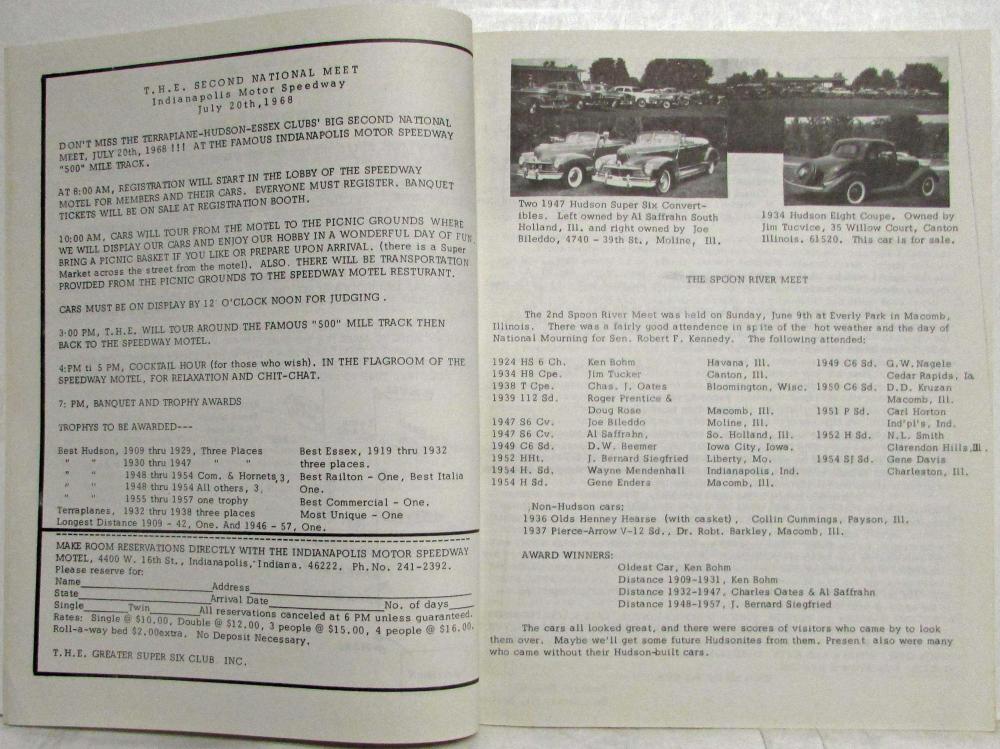 T.H.E. SECOND NATIONAL MEET
Indianapolis Motor Speedway
July 20th, 1968
DON'T MISS THE TERRAPLANE-HUDSON-ESSEX CLUBS' BIG SECOND NATIONAL
MEET, JULY 20th, 1968 !!! AT THE FAMOUS INDIANAPOLIS MOTOR SPEEDWAY
"500" MILE TRACK.
AT 8:00 AM, REGISTRATION WILL START IN THE LOBBY OF THE SPEEDWAY
MOTEL FOR MEMBERS AND THEIR CARS. EVERYONE MUST REGISTER. BANQUET
TICKETS WILL BE ON SALE AT REGISTRATION BOOTH.
10:00 AM, CARS WILL TOUR FROM THE MOTEL TO THE PICNIC GROUNDS WHERE
WE WILL DISPLAY OUR CARS AND ENJOY OUR HOBBY IN A WONDERFUL DAY OF FUN.
BRING A PICNIC BASKET IF YOU LIKE OR PREPARE UPON ARRIVAL. (there is a Super
Market across the street from the motel). ALSO. THERE WILL BE TRANSPORTATION
PROVIDED FROM THE PICNIC GROUNDS TO THE SPEEDWAY MOTEL RESTURANT.
CARS MUST BE ON DISPLAY BY 12 O'CLOCK NOON FOR JUDGING .
3:00 PM, T.H.E. WILL TOUR AROUND THE FAMOUS "500" MILE TRACK THEN
BACK TO THE SPEEDWAY MOTEL.
4:PM ti 5 PM, COCKTAIL HOUR (for those who wish). IN THE FLAGROOM OF THE
SPEEDWAY MOTEL, FOR RELAXATION AND CHIT-CHAT.
7: PM, BANQUET AND TROPHY AWARDS
TROPHYS TO BE AWARDED---
Best Hudson, 1909 thru 1929, Three Places
" " 1930 thru 1947 "
" " 1948 thru 1954 Com. & Hornets, 3,
" " 1948 thru 1954 All others, 3,
" " 1955 thru 1957 one trophy
Terraplanes, 1932 thru 1938 three places,
Longest Distance 1909 - 42, One. And 1946 - 57, One.
Best Essex, 1919 thru 1932
three places.
Best Railton - One, Best Italia
One.
Best Commercial - One.
Most Unique - One
MAKE ROOM RESERVATIONS DIRECTLY WITH THE INDIANAPOLIS MOTOR SPEEDWAY
MOTEL, 4400 W. 16th St., Indianapolis, Indiana. 46222. Ph.No. 241-2392.
Please reserve for:
Name Address
State Arrival Date No. of days
Single Twin All reservations canceled at 6 PM unless guaranteed.
Rates: Single @ $10.00, Double @ $12.00, 3 people @ $15.00, 4 people @ $16.00.
Roll-a-way bed $2.00extra. No Deposit Necessary.
T.H.E. GREATER SUPER SIX CLUB INC.
Two 1947 Hudson Super Six Convert-
ibles. Left owned by Al Saffrahn South
Holland, Ill. and right owned by Joe
Bileddo, 4740 - 39th St., Moline, Ill.
1934 Hudson Eight Coupe. Owned by
Jim Tucvice, 35 Willow Court, Canton
Illinois. 61520. This car is for sale.
THE SPOON RIVER MEET
The 2nd Spoon River Meet was held on Sunday, June 9th at Everly Park in Macomb,
Illinois. There was a fairly good attendence in spite of the hot weather and the day of
National Mourning for Sen. Robert F. Kennedy. The following attended:
1924 HS 6 Ch. Ken Bohm Havana, Ill. 1949 C6 Sd. G.W. Nagele
1934 H8 Cpe. Jim Tucker Canton, Ill. Cedar Rapids, Ia
1938 T Cpe. Chas. J. Oates Bloomington, Wisc. 1950 C6 Sd. D.D. Kruzan
1939 112 Sd. Roger Prentice & Macomb, Ill.
Doug Rose Macomb, Ill. 1951 P Sd. Carl Horton
1947 S6 Cv. Joe Bileddo Moline, Ill. Ind'pl's, Ind.
1947 S6 Cv. Al Saffrahn, So. Holland, Ill. 1952 H Sd. N.L. Smith
1949 C6 Sd. D.W. Beemer Iowa City, Iowa. Clarendon Hills, Ill.
1952 HHt. J. Bernard Siegfried Liberty, Mo. 1954 SJ Sd. Gene Davis
1954 H. Sd. Wayne Mendenhall Indianapolis, Ind. Charleston, Ill.
1954 H Sd. Gene Enders Macomb, Ill.
Non-Hudson cars:
1936 Olds Henney Hearse (with casket), Collin Cummings, Payson, Ill.
1937 Pierce-Arrow V-12 Sd., Dr. Robt. Barkley, Macomb, Ill.
AWARD WINNERS:
Oldest Car, Ken Bohm
Distance 1909-1931, Ken Bohm
Distance 1932-1947, Charles Oates & Al Saffrahn
Distance 1948-1957, J. Bernard Siegfried
The cars all looked great, and there were scores of visitors who came by to look
them over. Maybe we'll get some future Hudsonites from them. Present also were many
who came without their Hudson-built cars.